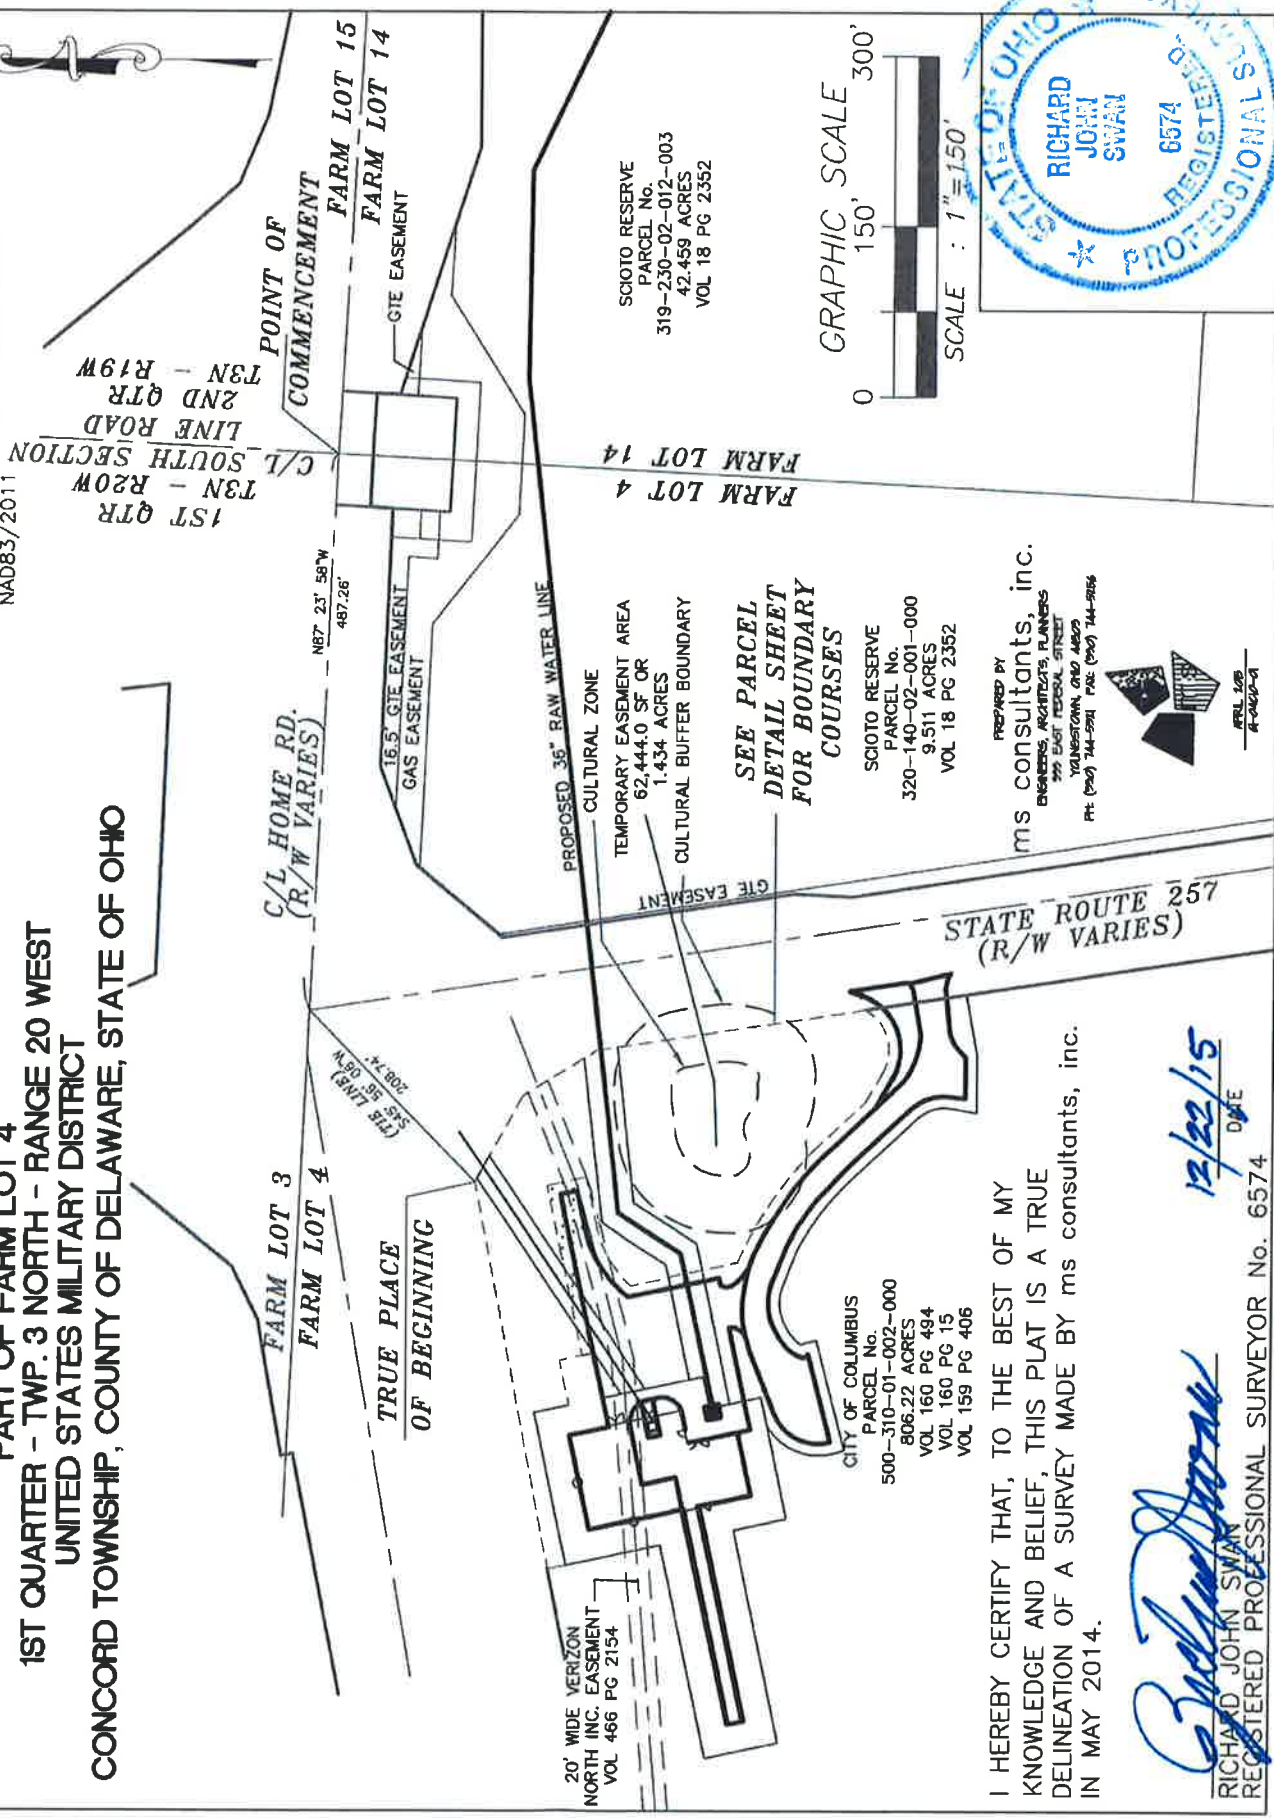 PART OF FARM LOT 4
1ST QUARTER - TWP. 3 NORTH - RANGE 20 WEST
UNITED STATES MILITARY DISTRICT
CONCORD TOWNSHIP, COUNTY OF DELAWARE, STATE OF OHIO
NAD83/2011
1ST QTR
T3N - R20W
C/L SOUTH SECTION
LINE ROAD
2ND QTR
T3N - R19W
POINT OF
COMMENCEMENT
FARM LOT 15
FARM LOT 14
GTE EASEMENT
C/L HOME RD.
(R/W VARIES)
N87° 23' 58"W
487.26'
16.5' GTE EASEMENT
GAS EASEMENT
FARM LOT 3
FARM LOT 4
(TIE LINE)
S45° 56' 06"W
208.74'
TRUE PLACE
OF BEGINNING
PROPOSED 36" RAW WATER LINE
CULTURAL ZONE
TEMPORARY EASEMENT AREA
62,444.0 SF OR
1.434 ACRES
CULTURAL BUFFER BOUNDARY
GTE EASEMENT
SEE PARCEL
DETAIL SHEET
FOR BOUNDARY
COURSES
FARM LOT 4
FARM LOT 14
SCIOTO RESERVE
PARCEL No.
319-230-02-012-003
42.459 ACRES
VOL 18 PG 2352
SCIOTO RESERVE
PARCEL No.
320-140-02-001-000
9.511 ACRES
VOL 18 PG 2352
20' WIDE VERIZON
NORTH INC. EASEMENT
VOL 466 PG 2154
CITY OF COLUMBUS
PARCEL No.
500-310-01-002-000
806.22 ACRES
VOL 160 PG 494
VOL 160 PG 15
VOL 159 PG 406
STATE ROUTE 257
(R/W VARIES)
GRAPHIC SCALE
0 150' 300'
SCALE : 1"=150'
PREPARED BY
ms consultants, inc.
ENGINEERS, ARCHITECTS, PLANNERS
333 EAST FEDERAL STREET
YOUNGSTOWN, OHIO 44503
I HEREBY CERTIFY THAT, TO THE BEST OF MY
KNOWLEDGE AND BELIEF, THIS PLAT IS A TRUE
DELINEATION OF A SURVEY MADE BY ms consultants, inc.
IN MAY 2014.
12/22/15
DATE
RICHARD JOHN SWAN
REGISTERED PROFESSIONAL SURVEYOR No. 6574
STATE OF OHIO
RICHARD
JOHN
SWAN
6574
REGISTERED
PROFESSIONAL